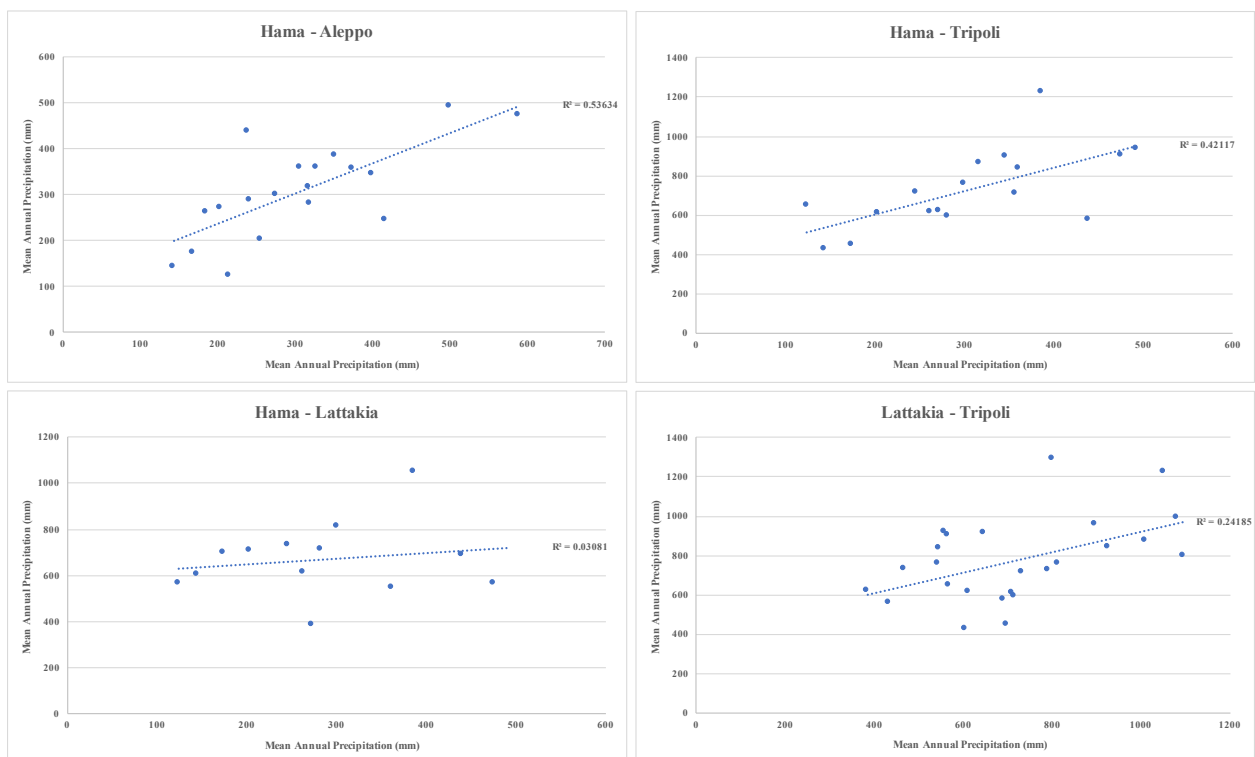 Hama - Aleppo
600
500
400
300
200
100
0
Mean Annual Precipitation (mm)
R² = 0.53634
0 100 200 300 400 500 600 700
Mean Annual Precipitation (mm)
Hama - Tripoli
1400
1200
1000
800
600
400
200
0
Mean Annual Precipitation (mm)
R² = 0.42117
0 100 200 300 400 500 600
Mean Annual Precipitation (mm)
Hama - Lattakia
1200
1000
800
600
400
200
0
Mean Annual Precipitation (mm)
R² = 0.03081
0 100 200 300 400 500 600
Mean Annual Precipitation (mm)
Lattakia - Tripoli
1400
1200
1000
800
600
400
200
0
Mean Annual Precipitation (mm)
R² = 0.24185
0 200 400 600 800 1000 1200
Mean Annual Precipitation (mm)